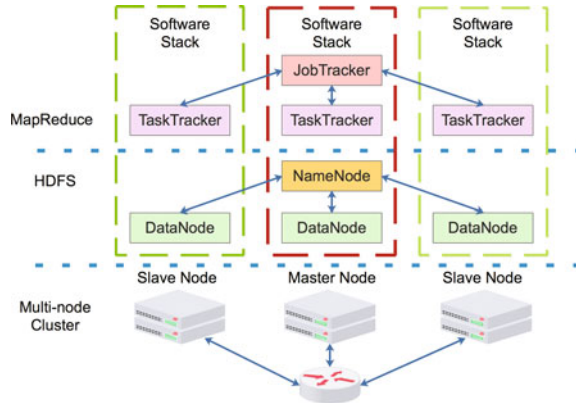 Software
Stack
Software
Stack
Software
Stack
JobTracker
MapReduce
TaskTracker
TaskTracker
TaskTracker
HDFS
NameNode
DataNode
DataNode
DataNode
Slave Node
Master Node
Slave Node
Multi-node
Cluster